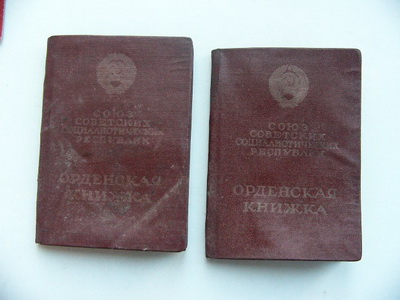 СОЮЗ
СОВЕТСКИХ
СОЦИАЛИСТИЧЕСКИХ
РЕСПУБЛИК
ОРДЕНСКАЯ
КНИЖКА
СОЮЗ
СОВЕТСКИХ
СОЦИАЛИСТИЧЕСКИХ
РЕСПУБЛИК
ОРДЕНСКАЯ
КНИЖКА